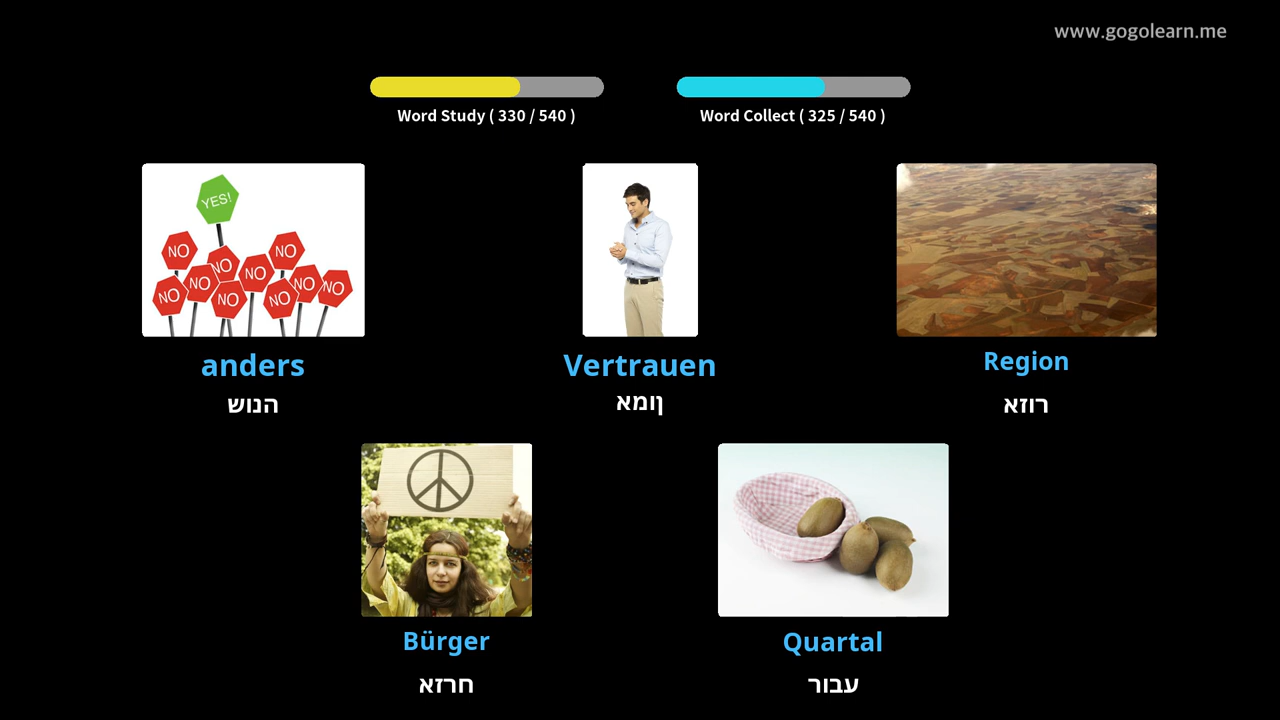 www.gogolearn.me
Word Study ( 330 / 540 )
Word Collect ( 325 / 540 )
YES!
NO
NO
NO
NO
NO
NO
NO
NO
NO
NO
anders
הנוש
Vertrauen
ןומא
Region
רוזא
Bürger
חרזא
Quartal
עבור